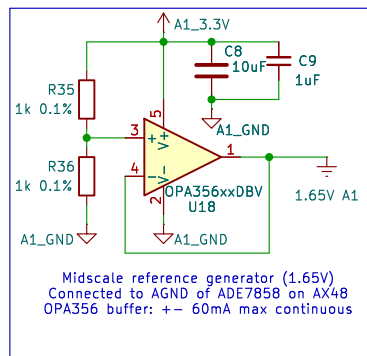 A1_3.3V
C8
10uF
C9
1uF
R35
1k 0.1%
R36
1k 0.1%
A1_GND
3
+
5
V+
4
-
V-
2
1
OPA356xxDBV
U18
1.65V A1
A1_GND
A1_GND
Midscale reference generator (1.65V)
Connected to AGND of ADE7858 on AX48
OPA356 buffer: +- 60mA max continuous